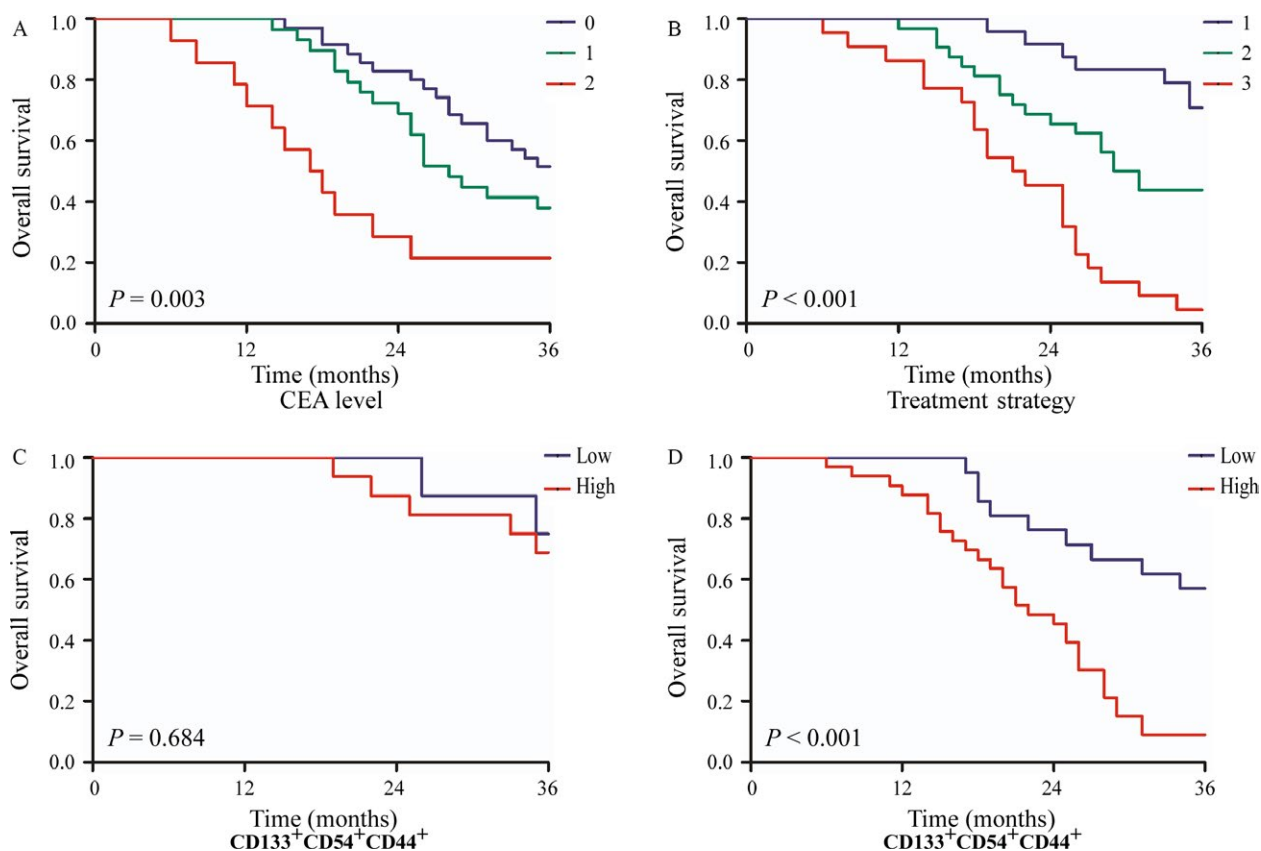 A
0
1
2
1.0
0.8
0.6
0.4
0.2
0.0
Overall survival
P = 0.003
0 12 24 36
Time (months)
CEA level
B
1
2
3
1.0
0.8
0.6
0.4
0.2
0.0
Overall survival
P < 0.001
0 12 24 36
Time (months)
Treatment strategy
C
Low
High
1.0
0.8
0.6
0.4
0.2
0.0
Overall survival
P = 0.684
0 12 24 36
Time (months)
CD133⁺CD54⁺CD44⁺
D
Low
High
1.0
0.8
0.6
0.4
0.2
0.0
Overall survival
P < 0.001
0 12 24 36
Time (months)
CD133⁺CD54⁺CD44⁺